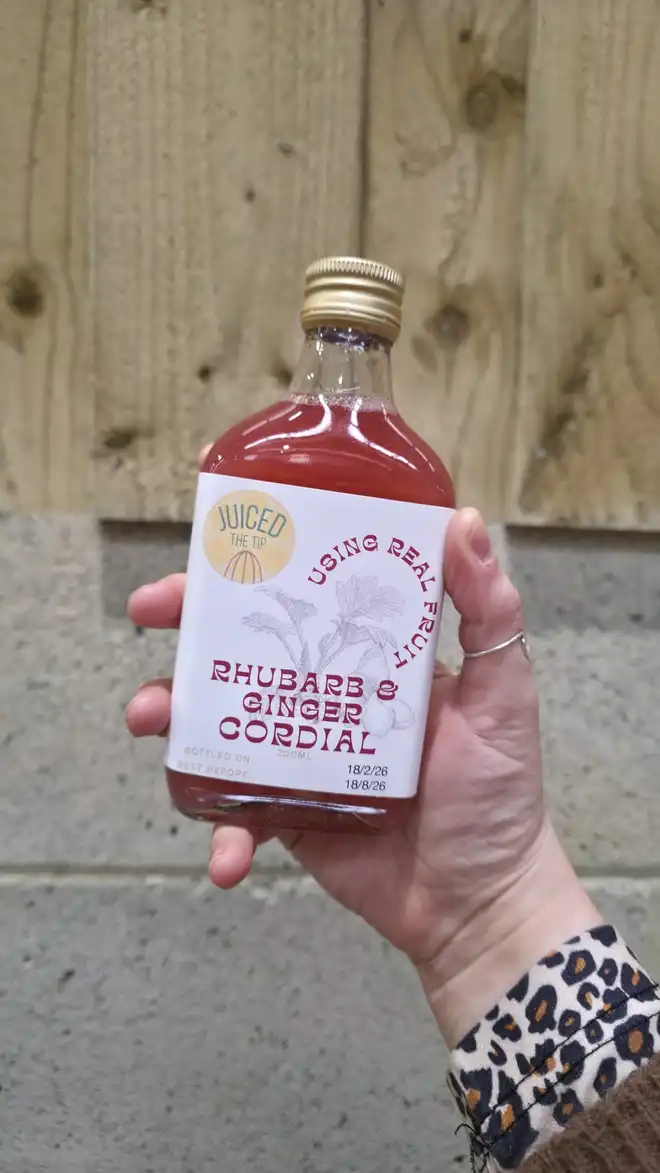 JUICED
THE TIP
USING REAL FRUIT
RHUBARB &
GINGER
CORDIAL
BOTTLED ON
200ML
18/2/26
BEST BEFORE
18/8/26